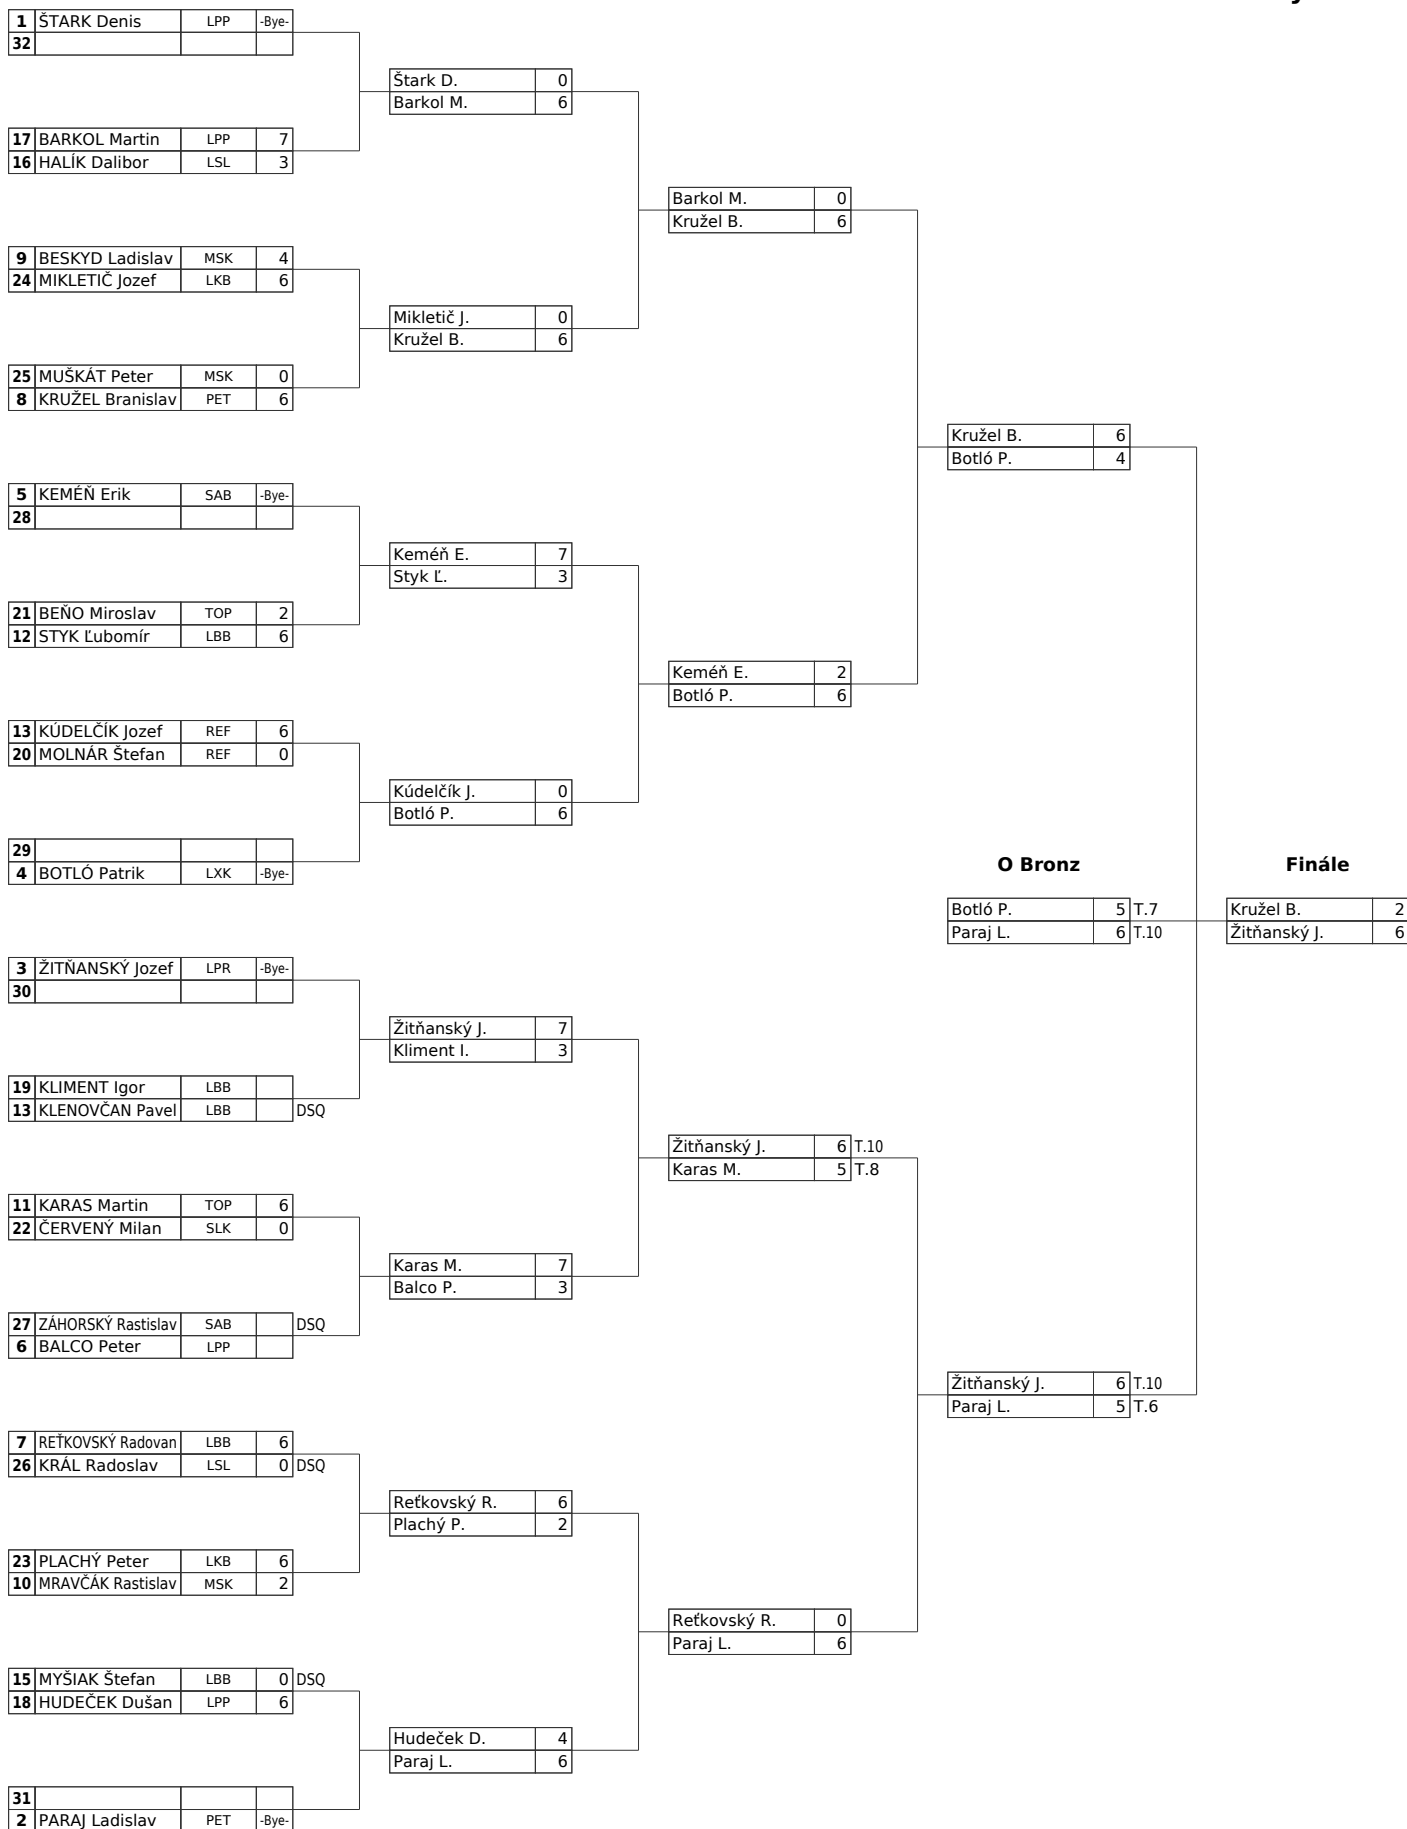 1 ŠTARK Denis LPP -Bye-
32
Štark D. 0
Barkol M. 6
17 BARKOL Martin LPP 7
16 HALÍK Dalibor LSL 3
Barkol M. 0
Kružel B. 6
9 BESKYD Ladislav MSK 4
24 MIKLETIČ Jozef LKB 6
Mikletič J. 0
Kružel B. 6
25 MUŠKÁT Peter MSK 0
8 KRUŽEL Branislav PET 6
Kružel B. 6
Botló P. 4
5 KEMÉŇ Erik SAB -Bye-
28
Keméň E. 7
Styk Ľ. 3
21 BEŇO Miroslav TOP 2
12 STYK Ľubomír LBB 6
Keméň E. 2
Botló P. 6
13 KÚDELČÍK Jozef REF 6
20 MOLNÁR Štefan REF 0
Kúdelčík J. 0
Botló P. 6
29
4 BOTLÓ Patrik LXK -Bye-
O Bronz Finále
Botló P. 5 T.7 Kružel B. 2
Paraj L. 6 T.10 Žitňanský J. 6
3 ŽITŇANSKÝ Jozef LPR -Bye-
30
Žitňanský J. 7
Kliment I. 3
19 KLIMENT Igor LBB
13 KLENOVČAN Pavel LBB DSQ
Žitňanský J. 6 T.10
Karas M. 5 T.8
11 KARAS Martin TOP 6
22 ČERVENÝ Milan SLK 0
Karas M. 7
Balco P. 3
27 ZÁHORSKÝ Rastislav SAB DSQ
6 BALCO Peter LPP
Žitňanský J. 6 T.10
Paraj L. 5 T.6
7 REŤKOVSKÝ Radovan LBB 6
26 KRÁL Radoslav LSL 0 DSQ
Reťkovský R. 6
Plachý P. 2
23 PLACHÝ Peter LKB 6
10 MRAVČÁK Rastislav MSK 2
Reťkovský R. 0
Paraj L. 6
15 MYŠIAK Štefan LBB 0 DSQ
18 HUDEČEK Dušan LPP 6
Hudeček D. 4
Paraj L. 6
31
2 PARAJ Ladislav PET -Bye-